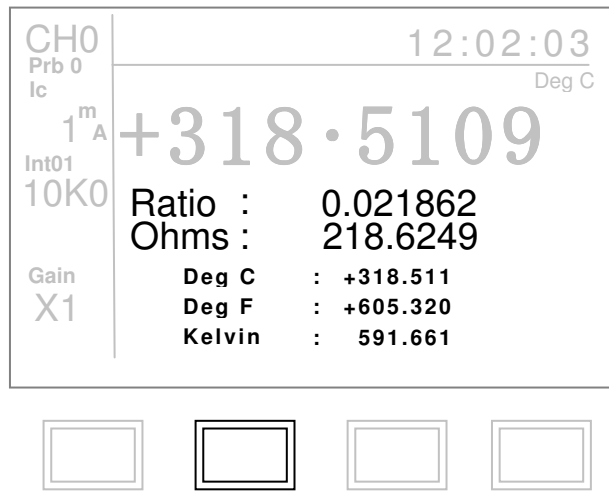 CH0
12:02:03
Prb 0
Deg C
Ic
1 m A
+318.5109
Int01
10K0
Ratio : 0.021862
Ohms : 218.6249
Gain
X1
Deg C : +318.511
Deg F : +605.320
Kelvin : 591.661